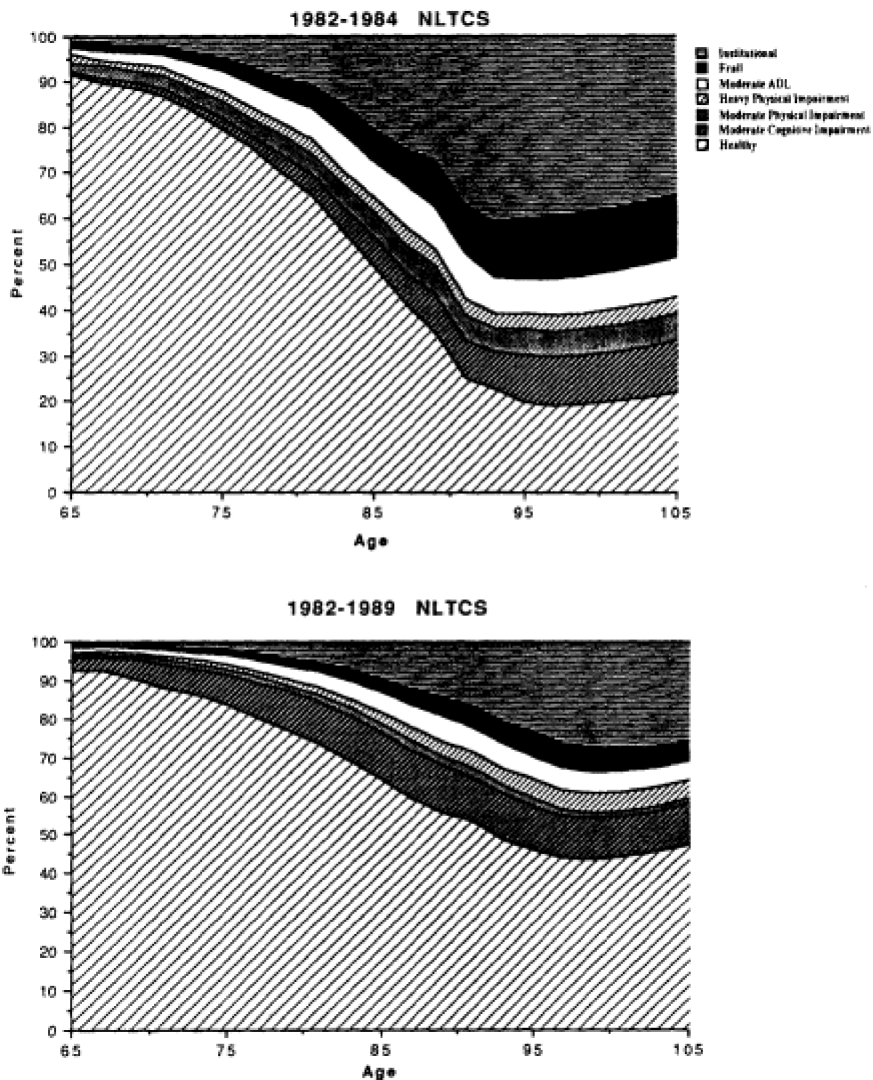 1982-1984 NLTCS
100
90
80
70
60
50
40
30
20
10
0
Percent
65 75 85 95 105
Age
Institutional
Frail
Moderate ADL
Heavy Physical Impairment
Moderate Physical Impairment
Moderate Cognitive Impairment
Healthy
1982-1989 NLTCS
100
90
80
70
60
50
40
30
20
10
0
Percent
65 75 85 95 105
Age